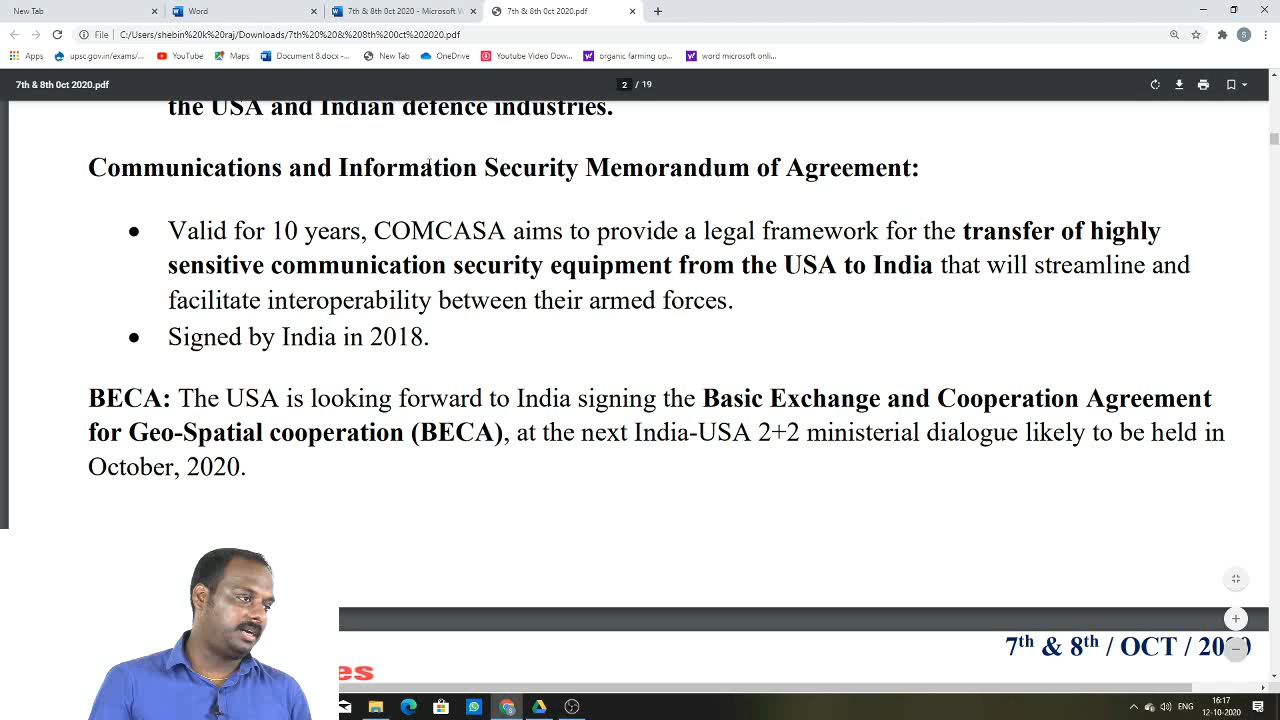 New Tab
Word
7th & 8th 0ct 2020 - Microsoft W
7th & 8th 0ct 2020.pdf
File
C:/Users/shebin%20k%20raj/Downloads/7th%20%20&%208th%200ct%202020.pdf
S
Apps
upsc.gov.in/exams/...
YouTube
Maps
Document 8.docx -...
New Tab
OneDrive
Youtube Video Dow...
organic farming up...
word microsoft onli...
7th & 8th 0ct 2020.pdf
2 / 19
the USA and Indian defence industries.
Communications and Information Security Memorandum of Agreement:
• Valid for 10 years, COMCASA aims to provide a legal framework for the transfer of highly
sensitive communication security equipment from the USA to India that will streamline and
facilitate interoperability between their armed forces.
• Signed by India in 2018.
BECA: The USA is looking forward to India signing the Basic Exchange and Cooperation Agreement
for Geo-Spatial cooperation (BECA), at the next India-USA 2+2 ministerial dialogue likely to be held in
October, 2020.
7th & 8th / OCT / 2020
es
ENG
16:17
12-10-2020